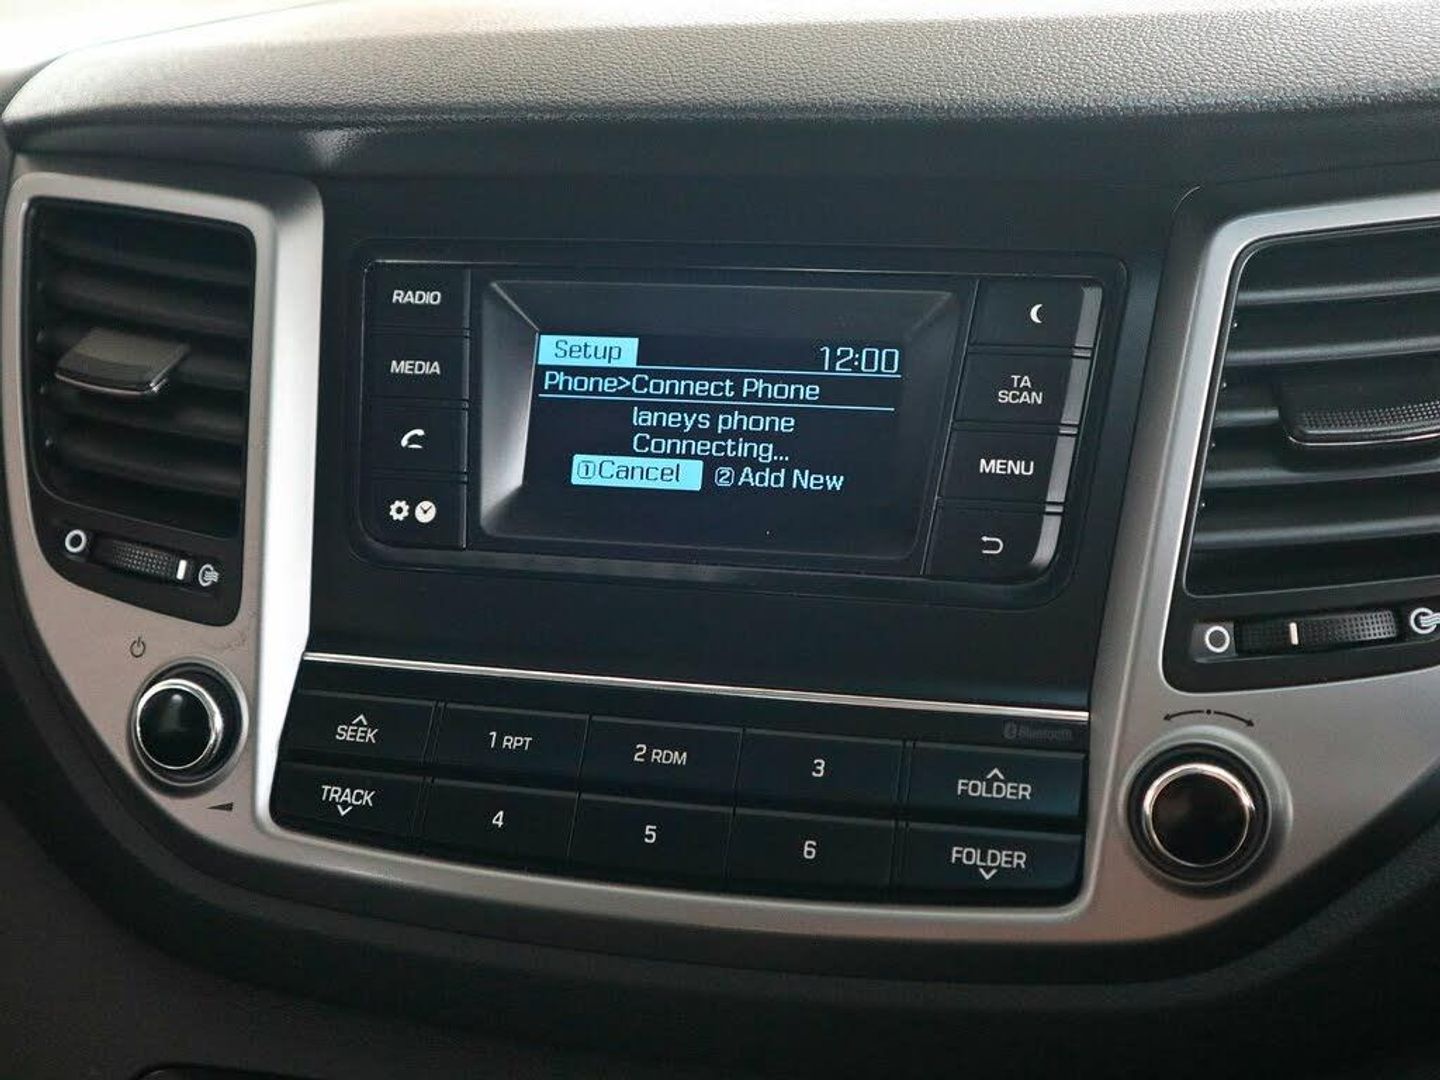 RADIO
MEDIA
Setup 12:00
Phone>Connect Phone
laneys phone
Connecting...
①Cancel ②Add New
TA
SCAN
MENU
SEEK
TRACK
1 RPT
2 RDM
3
4
5
6
Bluetooth
FOLDER
FOLDER